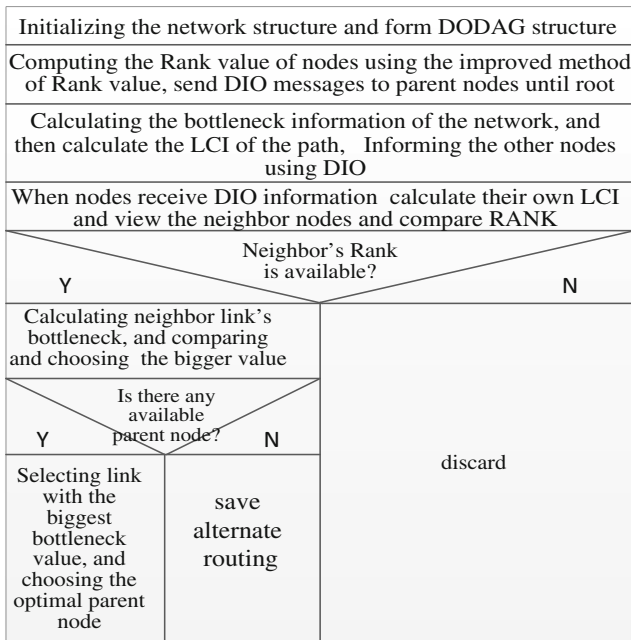 Initializing the network structure and form DODAG structure
Computing the Rank value of nodes using the improved method
of Rank value, send DIO messages to parent nodes until root
Calculating the bottleneck information of the network, and
then calculate the LCI of the path, Informing the other nodes
using DIO
When nodes receive DIO information calculate their own LCI
and view the neighbor nodes and compare RANK
Neighbor's Rank
is available?
Y
N
Calculating neighbor link's
bottleneck, and comparing
and choosing the bigger value
Is there any
available
parent node?
Y
N
Selecting link
with the
biggest
bottleneck
value, and
choosing the
optimal parent
node
save
alternate
routing
discard